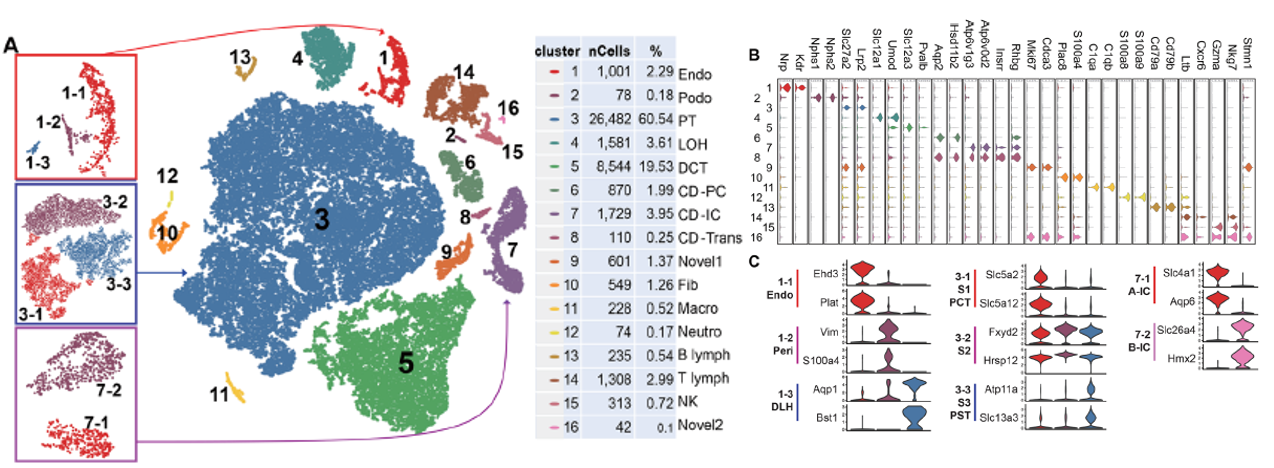 A
1-1
1-2
1-3
3-2
3-3
3-1
7-2
7-1
13
4
1
14
16
2
15
6
12
10
3
8
7
9
5
11
cluster nCells %
1 1,001 2.29 Endo
2 78 0.18 Podo
3 26,482 60.54 PT
4 1,581 3.61 LOH
5 8,544 19.53 DCT
6 870 1.99 CD-PC
7 1,729 3.95 CD-IC
8 110 0.25 CD-Trans
9 601 1.37 Novel1
10 549 1.26 Fib
11 228 0.52 Macro
12 74 0.17 Neutro
13 235 0.54 B lymph
14 1,308 2.99 T lymph
15 313 0.72 NK
16 42 0.1 Novel2
B
Nrp Kdr Nphs1 Nphs2 Slc27a2 Lrp2 Slc12a1 Umod Slc12a3 Pvalb Aqp2 Hsd11b2 Atp6v1g3 Atp6v0d2 Insrr Rhbg Mki67 Cdca3 Plac8 S100a4 C1qa C1qb S100a8 S100a9 Cd79a Cd79b Ltb Cxcr6 Gzma Nkg7 Stmn1
1
2
3
4
5
6
7
8
9
10
11
12
13
14
15
16
C
1-1
Endo
Ehd3
Plat
1-2
Peri
Vim
S100a4
1-3
DLH
Aqp1
Bst1
3-1
S1
PCT
Slc5a2
Slc5a12
3-2
S2
Fxyd2
Hrsp12
3-3
S3
PST
Atp11a
Slc13a3
7-1
A-IC
Slc4a1
Aqp6
7-2
B-IC
Slc26a4
Hmx2